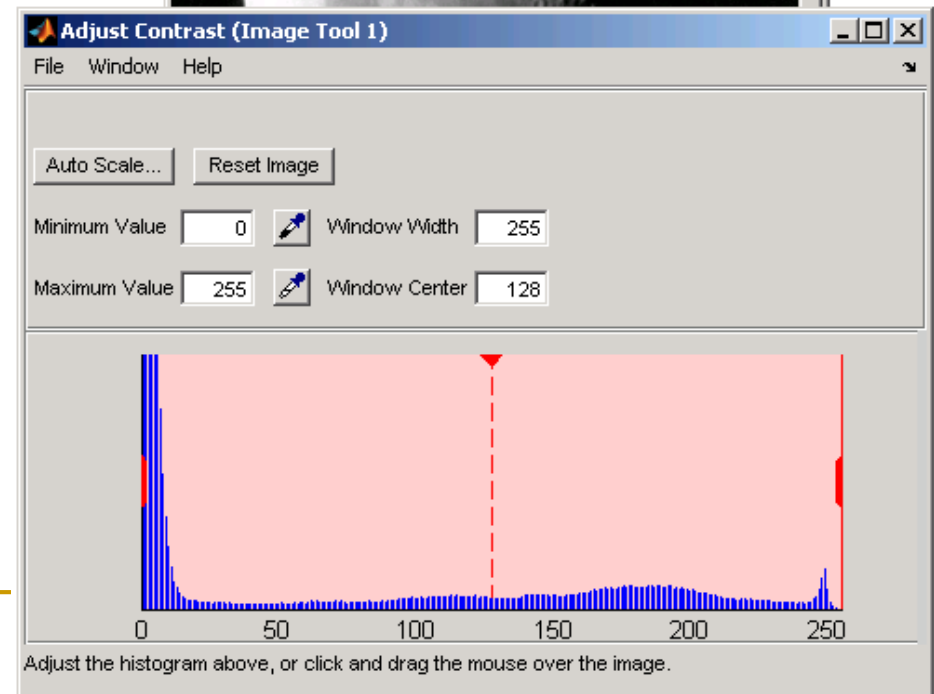 Adjust Contrast (Image Tool 1)
File Window Help
Auto Scale... Reset Image
Minimum Value 0 Window Width 255
Maximum Value 255 Window Center 128
0 50 100 150 200 250
Adjust the histogram above, or click and drag the mouse over the image.